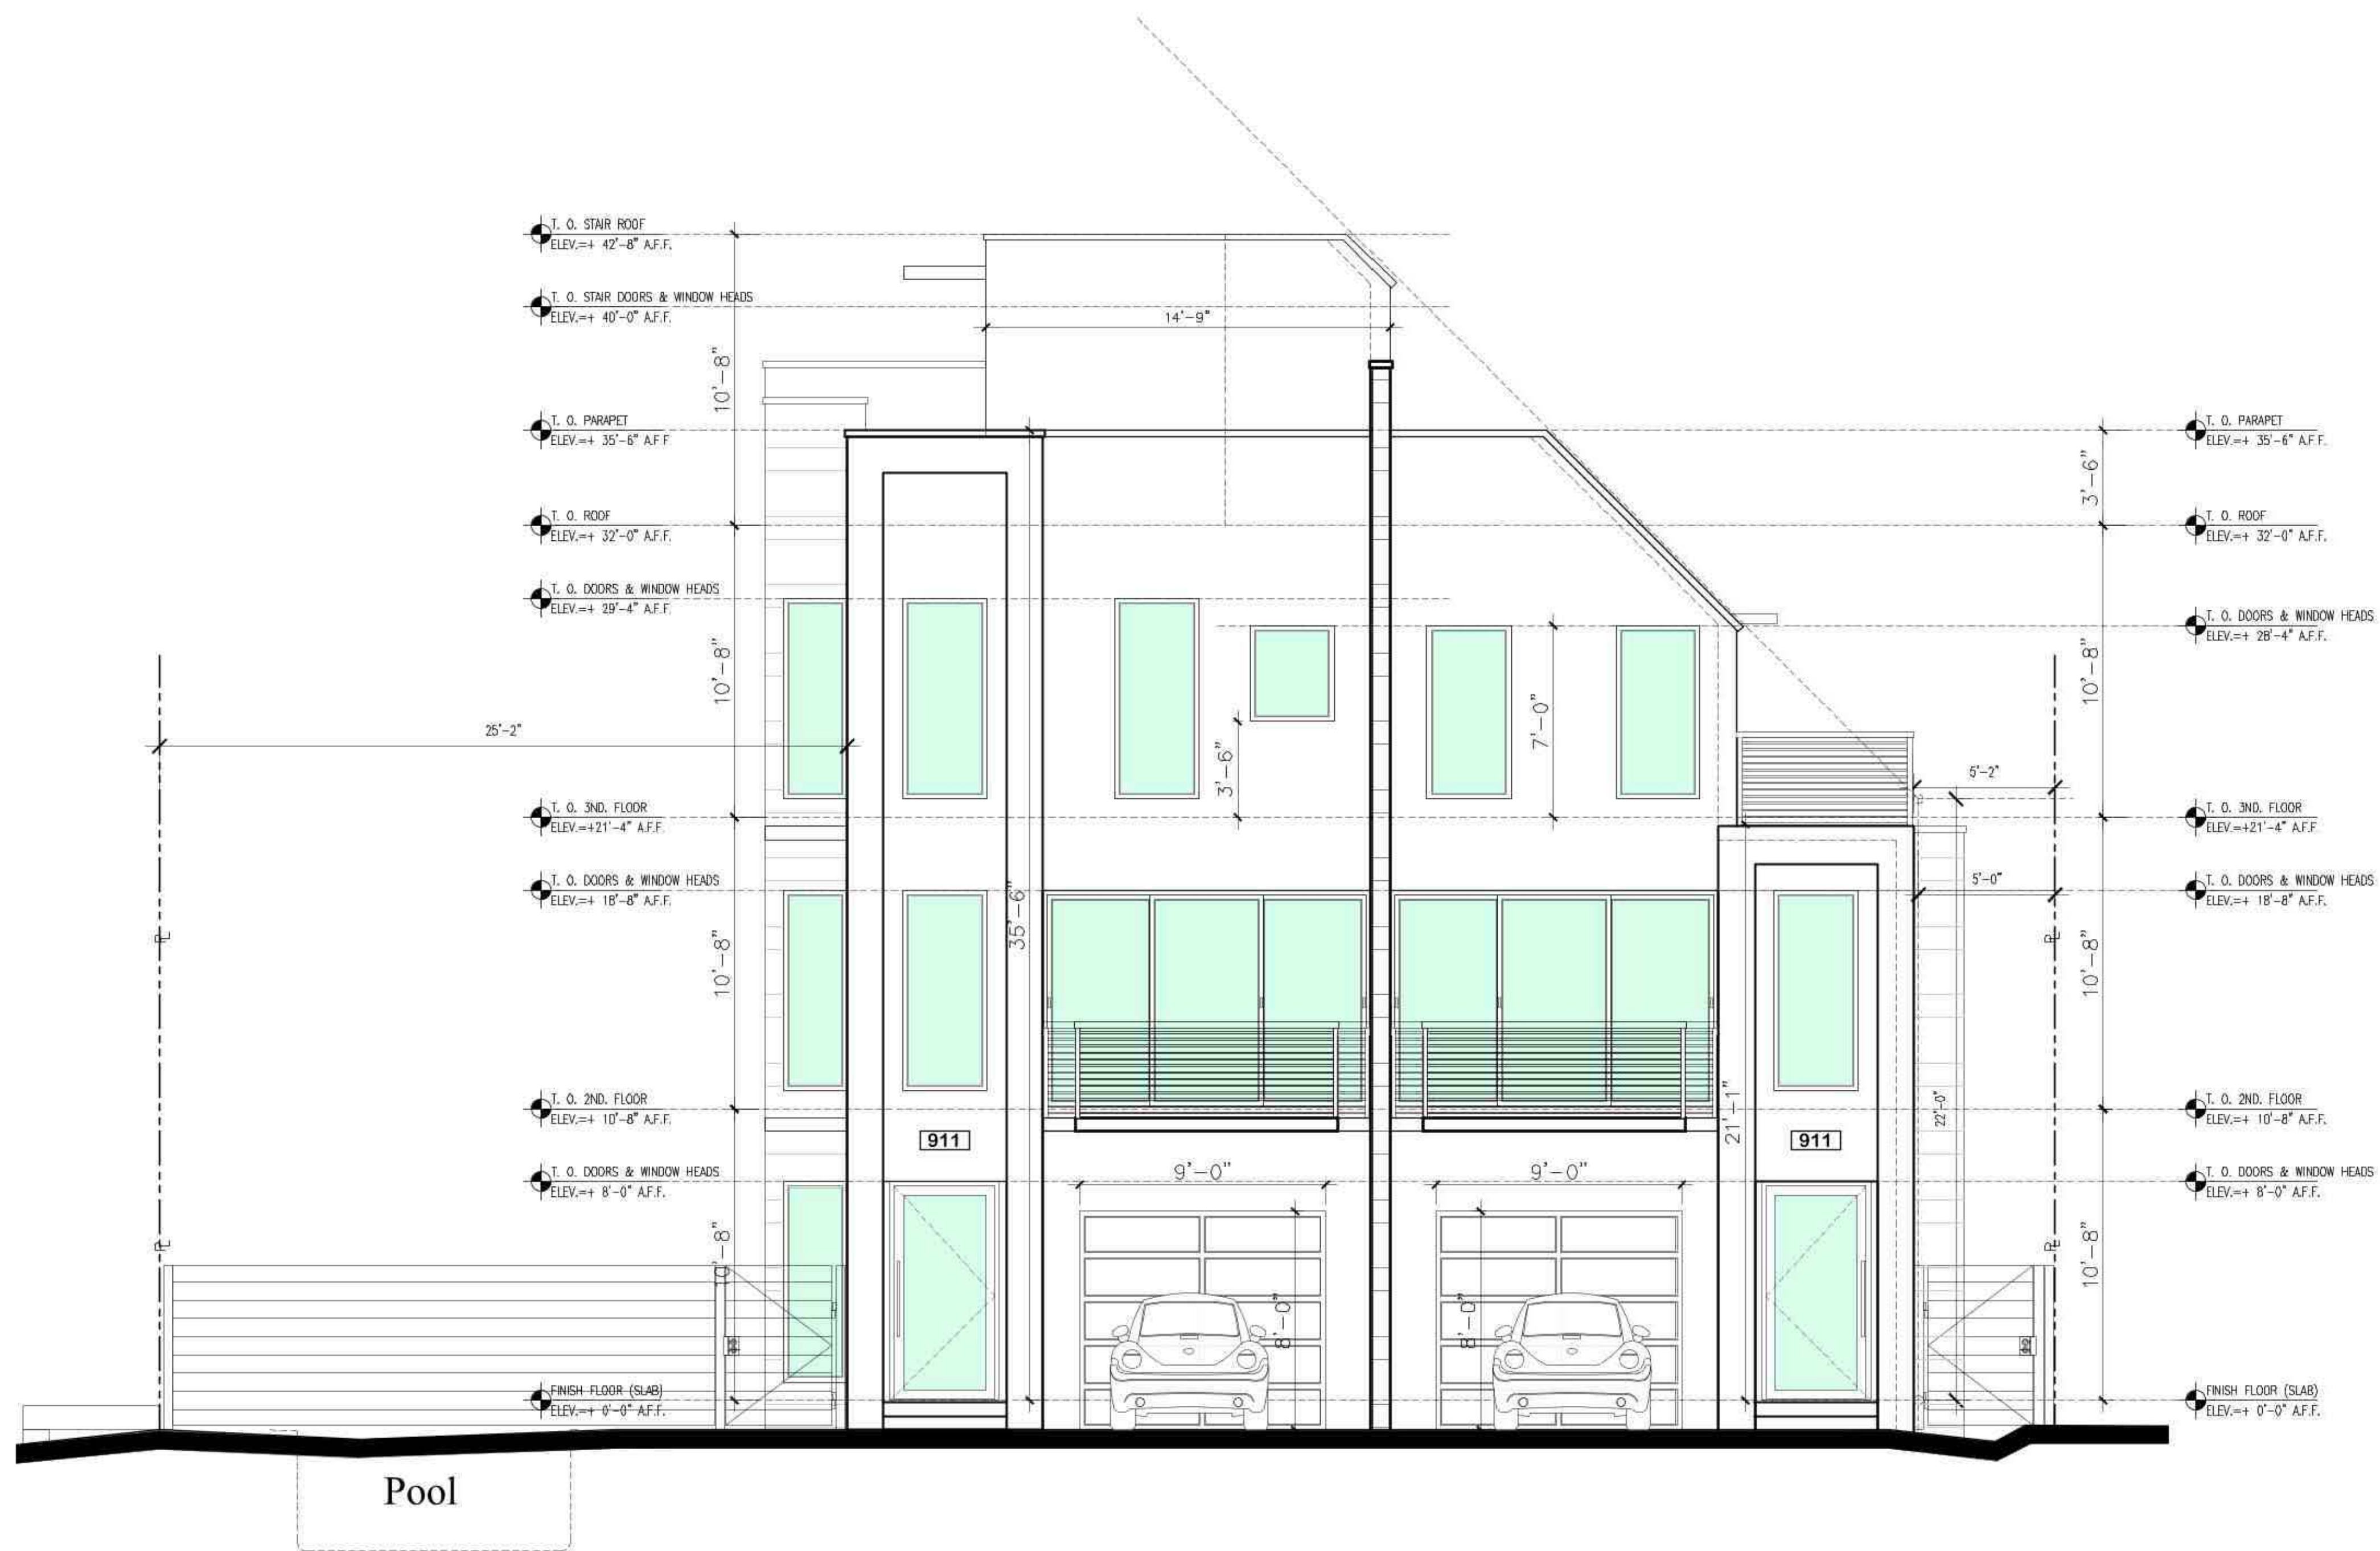 T. O. STAIR ROOF
ELEV.=+ 42'-8" A.F.F.
T. O. STAIR DOORS & WINDOW HEADS
ELEV.=+ 40'-0" A.F.F.
14'-9"
10'-8"
T. O. PARAPET
ELEV.=+ 35'-6" A.F.F
T. O. PARAPET
ELEV.=+ 35'-6" A.F.F.
3'-6"
T. O. ROOF
ELEV.=+ 32'-0" A.F.F.
T. O. ROOF
ELEV.=+ 32'-0" A.F.F.
T. O. DOORS & WINDOW HEADS
ELEV.=+ 29'-4" A.F.F.
T. O. DOORS & WINDOW HEADS
ELEV.=+ 28'-4" A.F.F.
10'-8"
10'-8"
7'-0"
25'-2"
3'-6"
5'-2"
T. O. 3ND. FLOOR
ELEV.=+21'-4" A.F.F.
T. O. 3ND. FLOOR
ELEV.=+21'-4" A.F.F
T. O. DOORS & WINDOW HEADS
ELEV.=+ 18'-8" A.F.F.
5'-0"
T. O. DOORS & WINDOW HEADS
ELEV.=+ 18'-8" A.F.F.
35'-6"
PL
10'-8"
PL
10'-8"
T. O. 2ND. FLOOR
ELEV.=+ 10'-8" A.F.F.
21'-1"
22'-0"
T. O. 2ND. FLOOR
ELEV.=+ 10'-8" A.F.F.
911
911
T. O. DOORS & WINDOW HEADS
ELEV.=+ 8'-0" A.F.F.
9'-0"
9'-0"
T. O. DOORS & WINDOW HEADS
ELEV.=+ 8'-0" A.F.F.
PL
10'-8"
PL
10'-8"
8'-0"
8'-0"
FINISH FLOOR (SLAB)
ELEV.=+ 0'-0" A.F.F.
FINISH FLOOR (SLAB)
ELEV.=+ 0'-0" A.F.F.
Pool